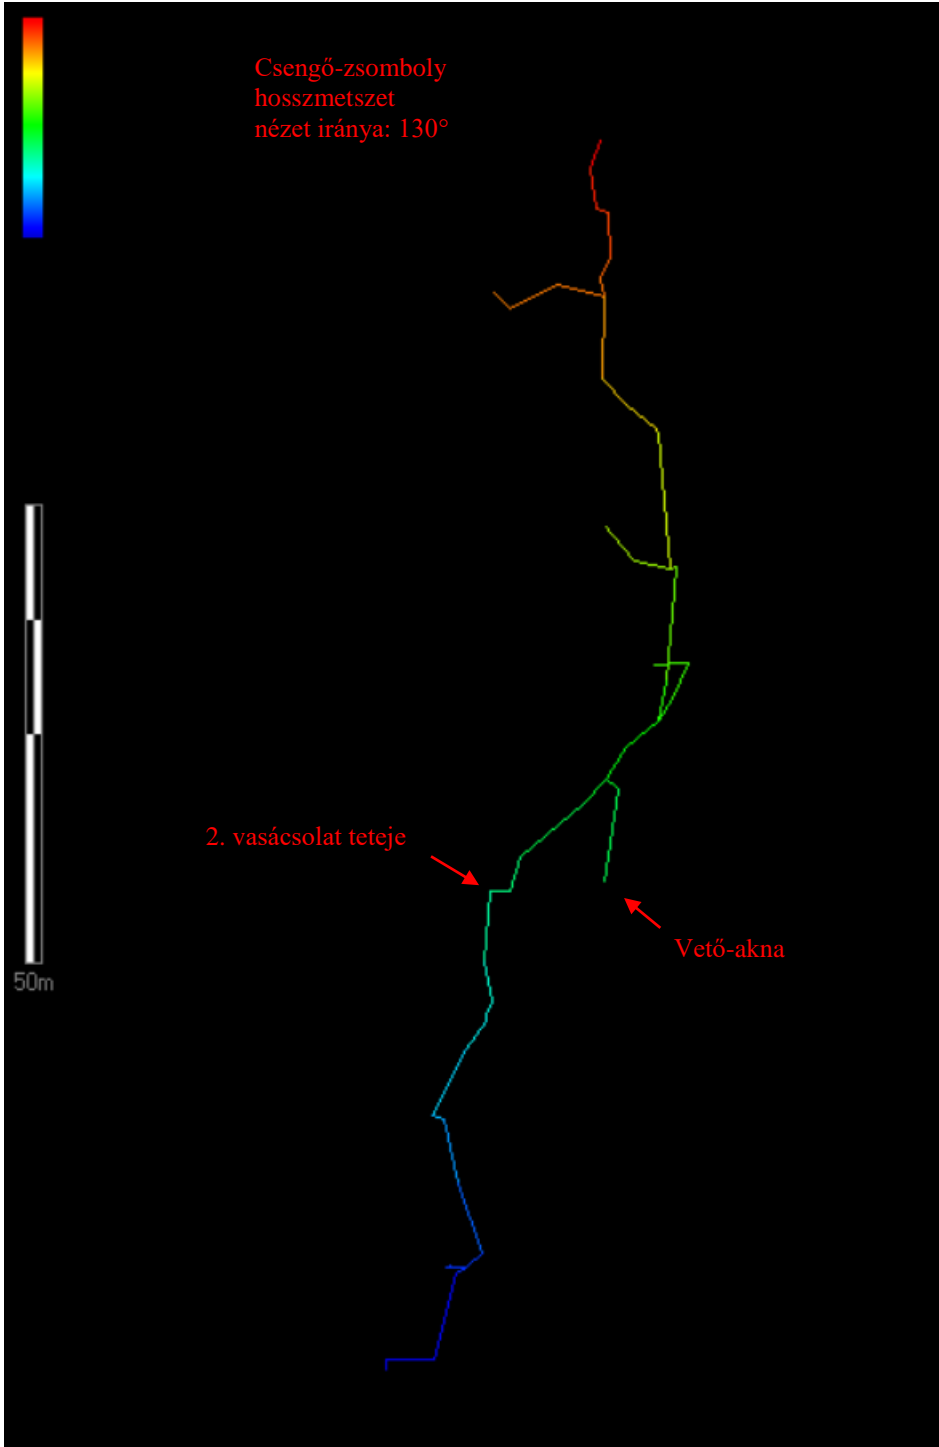 Csengő-zsomboly
hosszmetszet
nézet iránya: 130°
2. vasácsolat teteje
Vető-akna
50m